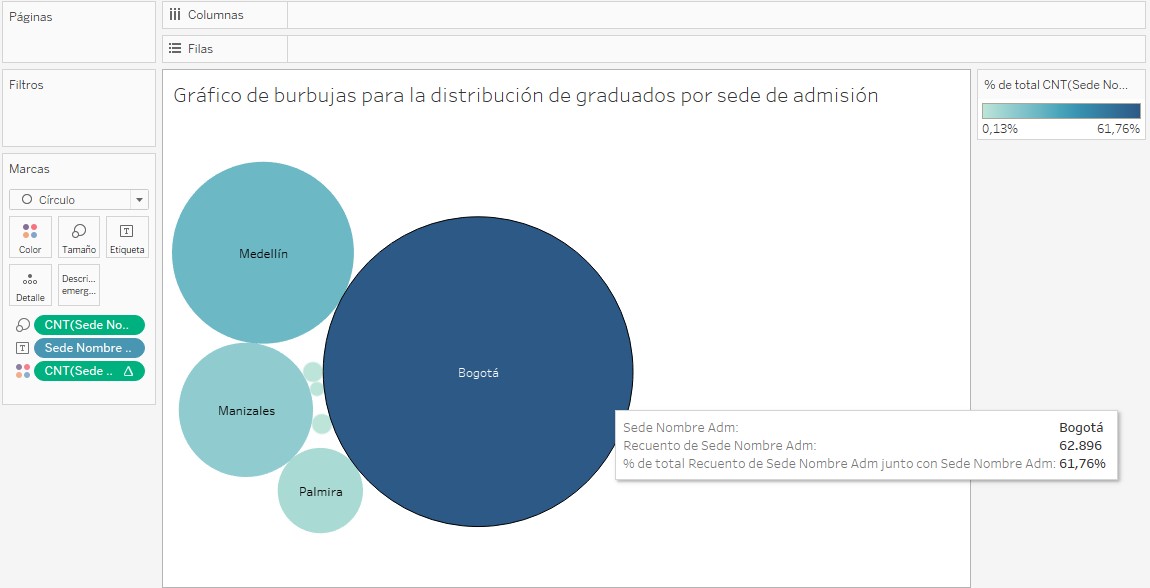 Páginas
Columnas
Filas
Filtros
Marcas
Círculo
Color
Tamaño
Etiqueta
Detalle
Descri...
emerg...
CNT(Sede No..
Sede Nombre ..
CNT(Sede .. Δ
Gráfico de burbujas para la distribución de graduados por sede de admisión
Medellín
Bogotá
Manizales
Palmira
Sede Nombre Adm: Bogotá
Recuento de Sede Nombre Adm: 62.896
% de total Recuento de Sede Nombre Adm junto con Sede Nombre Adm: 61,76%
% de total CNT(Sede No...
0,13% 61,76%